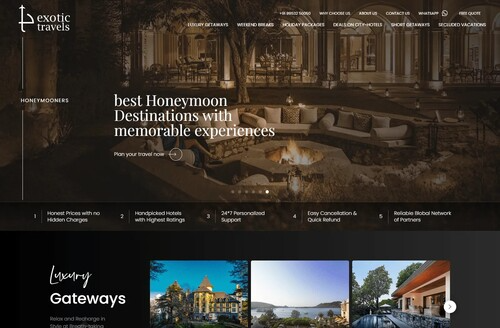 exotic
travels
WHY CHOOSE US
ABOUT US
CONTACT US
WHATSAPP
FREE QUOTE
LUXURY GETAWAYS
WEEKEND BREAKS
HOLIDAY PACKAGES
DEALS ON CITY-HOTELS
SHORT GETAWAYS
SECLUDED VACATIONS
HONEYMOONERS
best Honeymoon
Destinations with
memorable experiences
Plan your travel now
1 Honest Prices with no
Hidden Charges
2 Handpicked Hotels
with Highest Ratings
3 24*7 Personalized
Support
4 Easy Cancellation &
Quick Refund
5 Reliable Global Network
of Partners
Luxury
Gateways
Relax and Recharge in
Style at Breath-taking